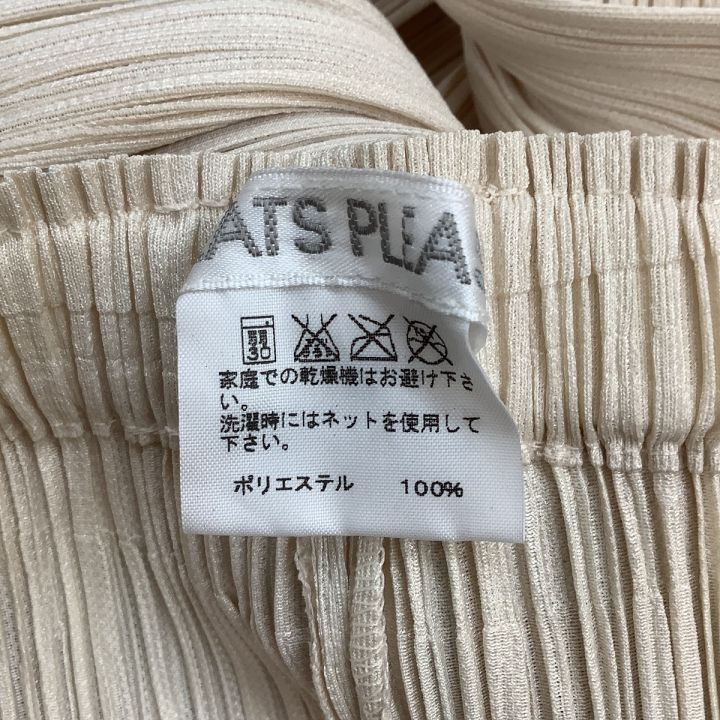 ATS PLEA
弱
30
家庭での乾燥機はお避け下さ
い。
洗濯時にはネットを使用して
下さい。
ポリエステル 100%